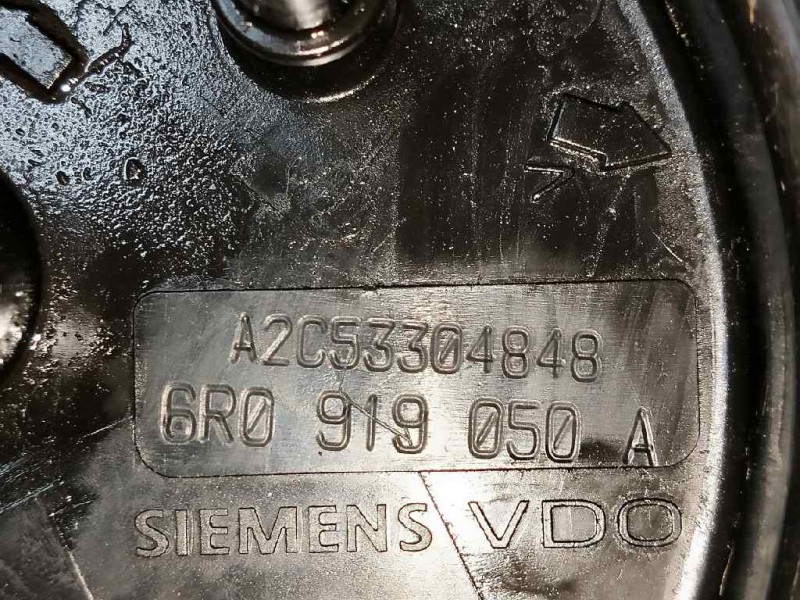 A2C53304848
6R0 919 050 A
SIEMENS VDO